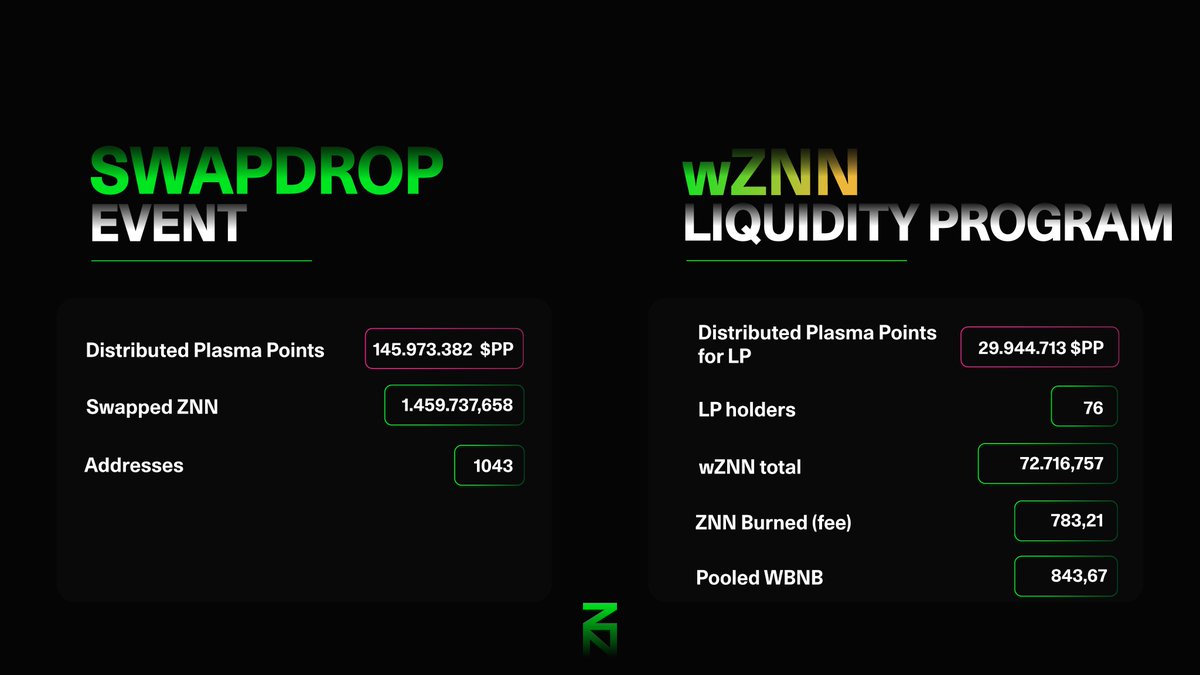 SWAPDROP
EVENT
Distributed Plasma Points
145.973.382 $PP
Swapped ZNN
1.459.737,658
Addresses
1043
wZNN
LIQUIDITY PROGRAM
Distributed Plasma Points
for LP
29.944.713 $PP
LP holders
76
wZNN total
72.716,757
ZNN Burned (fee)
783,21
Pooled WBNB
843,67